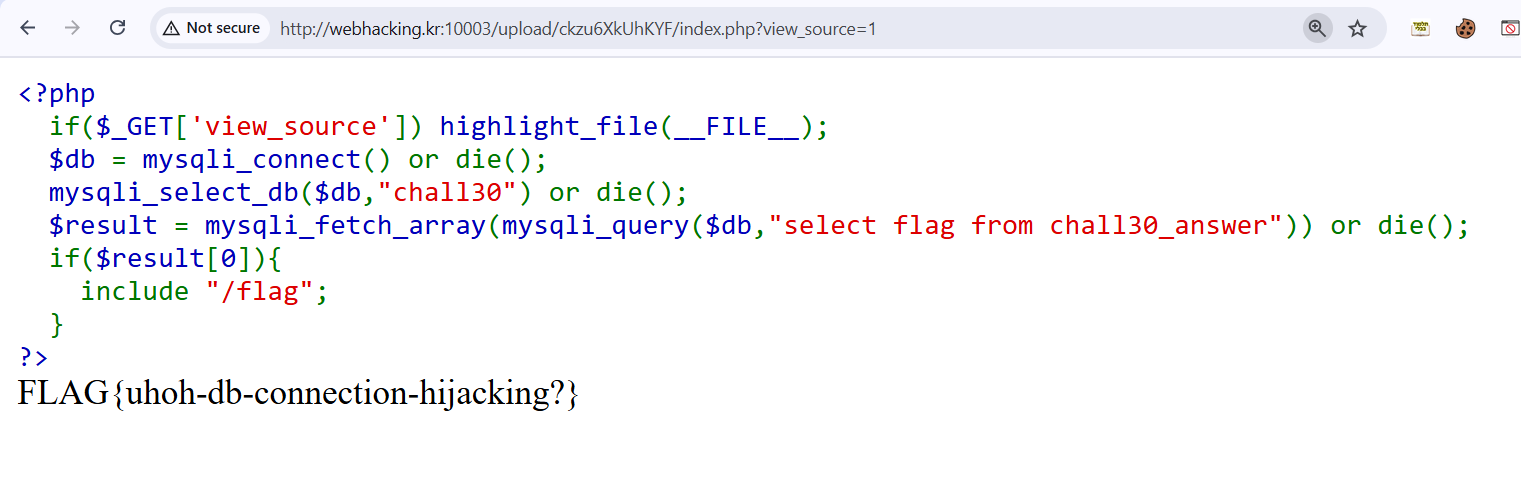 Not secure http://webhacking.kr:10003/upload/ckzu6XkUhKYF/index.php?view_source=1
<?php
if($_GET['view_source']) highlight_file(__FILE__);
$db = mysqli_connect() or die();
mysqli_select_db($db,"chall30") or die();
$result = mysqli_fetch_array(mysqli_query($db,"select flag from chall30_answer")) or die();
if($result[0]){
include "/flag";
}
?>
FLAG{uhoh-db-connection-hijacking?}